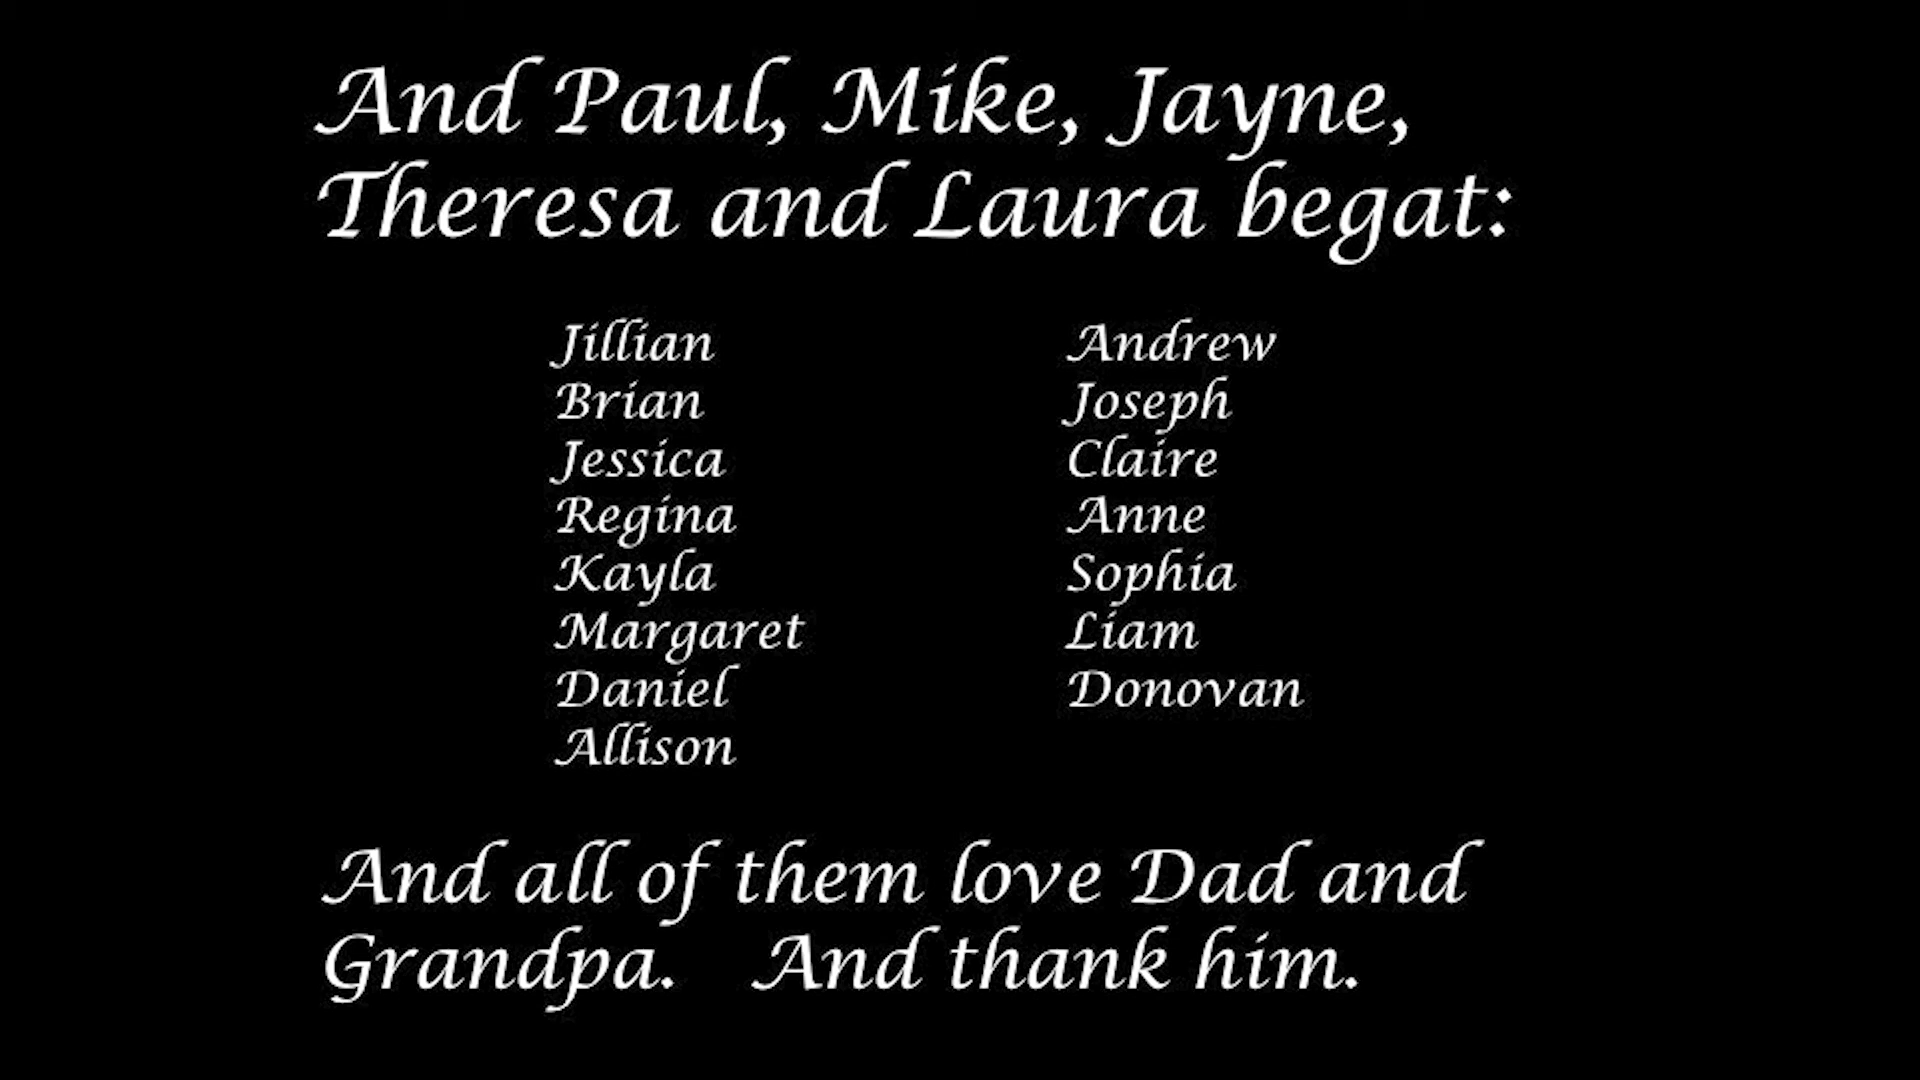 And Paul, Mike, Jayne,
Theresa and Laura begat:
Jillian
Brian
Jessica
Regina
Kayla
Margaret
Daniel
Allison
Andrew
Joseph
Claire
Anne
Sophia
Liam
Donovan
And all of them love Dad and
Grandpa. And thank him.